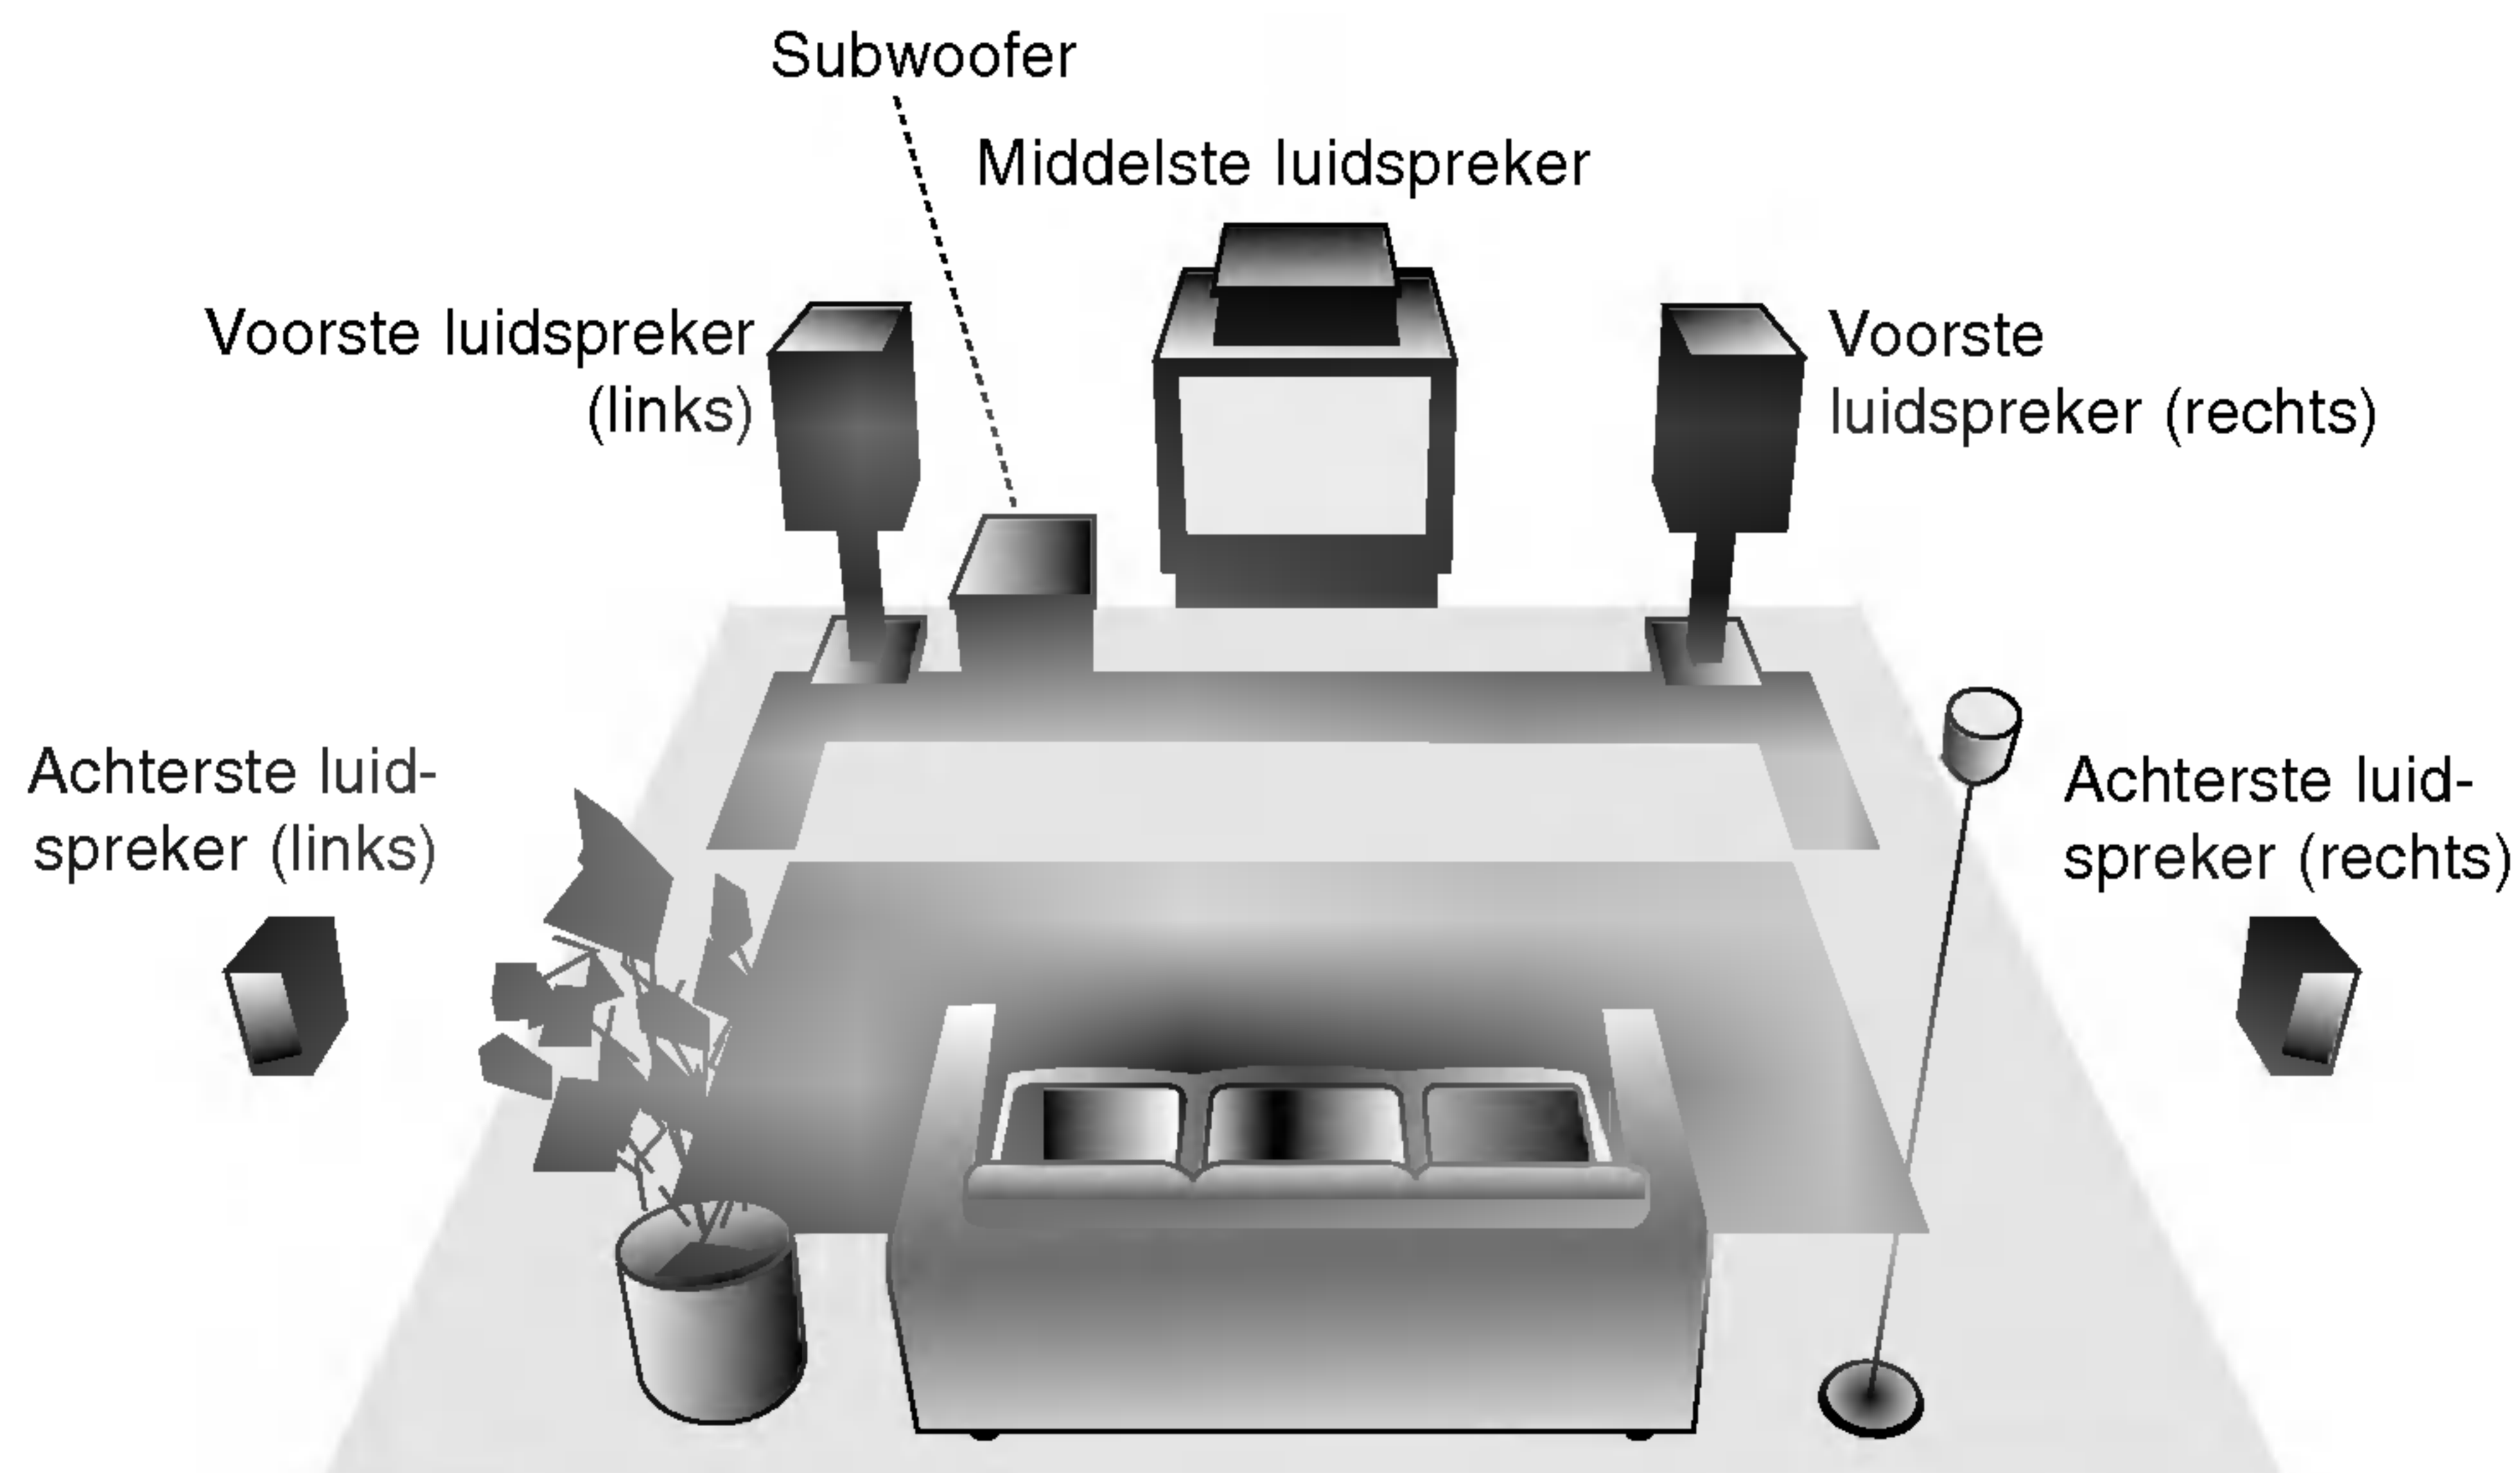 Subwoofer
Middelste luidspreker
Voorste luidspreker
(links)
Voorste
luidspreker (rechts)
Achterste luid-
spreker (links)
Achterste luid-
spreker (rechts)